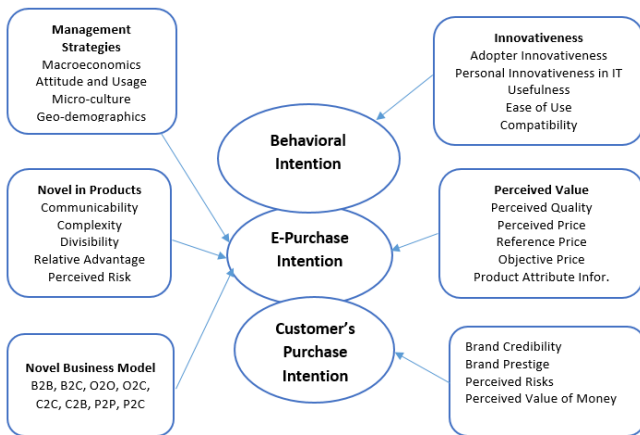 Management
Strategies
Macroeconomics
Attitude and Usage
Micro-culture
Geo-demographics
Innovativeness
Adopter Innovativeness
Personal Innovativeness in IT
Usefulness
Ease of Use
Compatibility
Behavioral
Intention
Novel in Products
Communicability
Complexity
Divisibility
Relative Advantage
Perceived Risk
E-Purchase
Intention
Perceived Value
Perceived Quality
Perceived Price
Reference Price
Objective Price
Product Attribute Infor.
Customer's
Purchase
Intention
Novel Business Model
B2B, B2C, O2O, O2C,
C2C, C2B, P2P, P2C
Brand Credibility
Brand Prestige
Perceived Risks
Perceived Value of Money